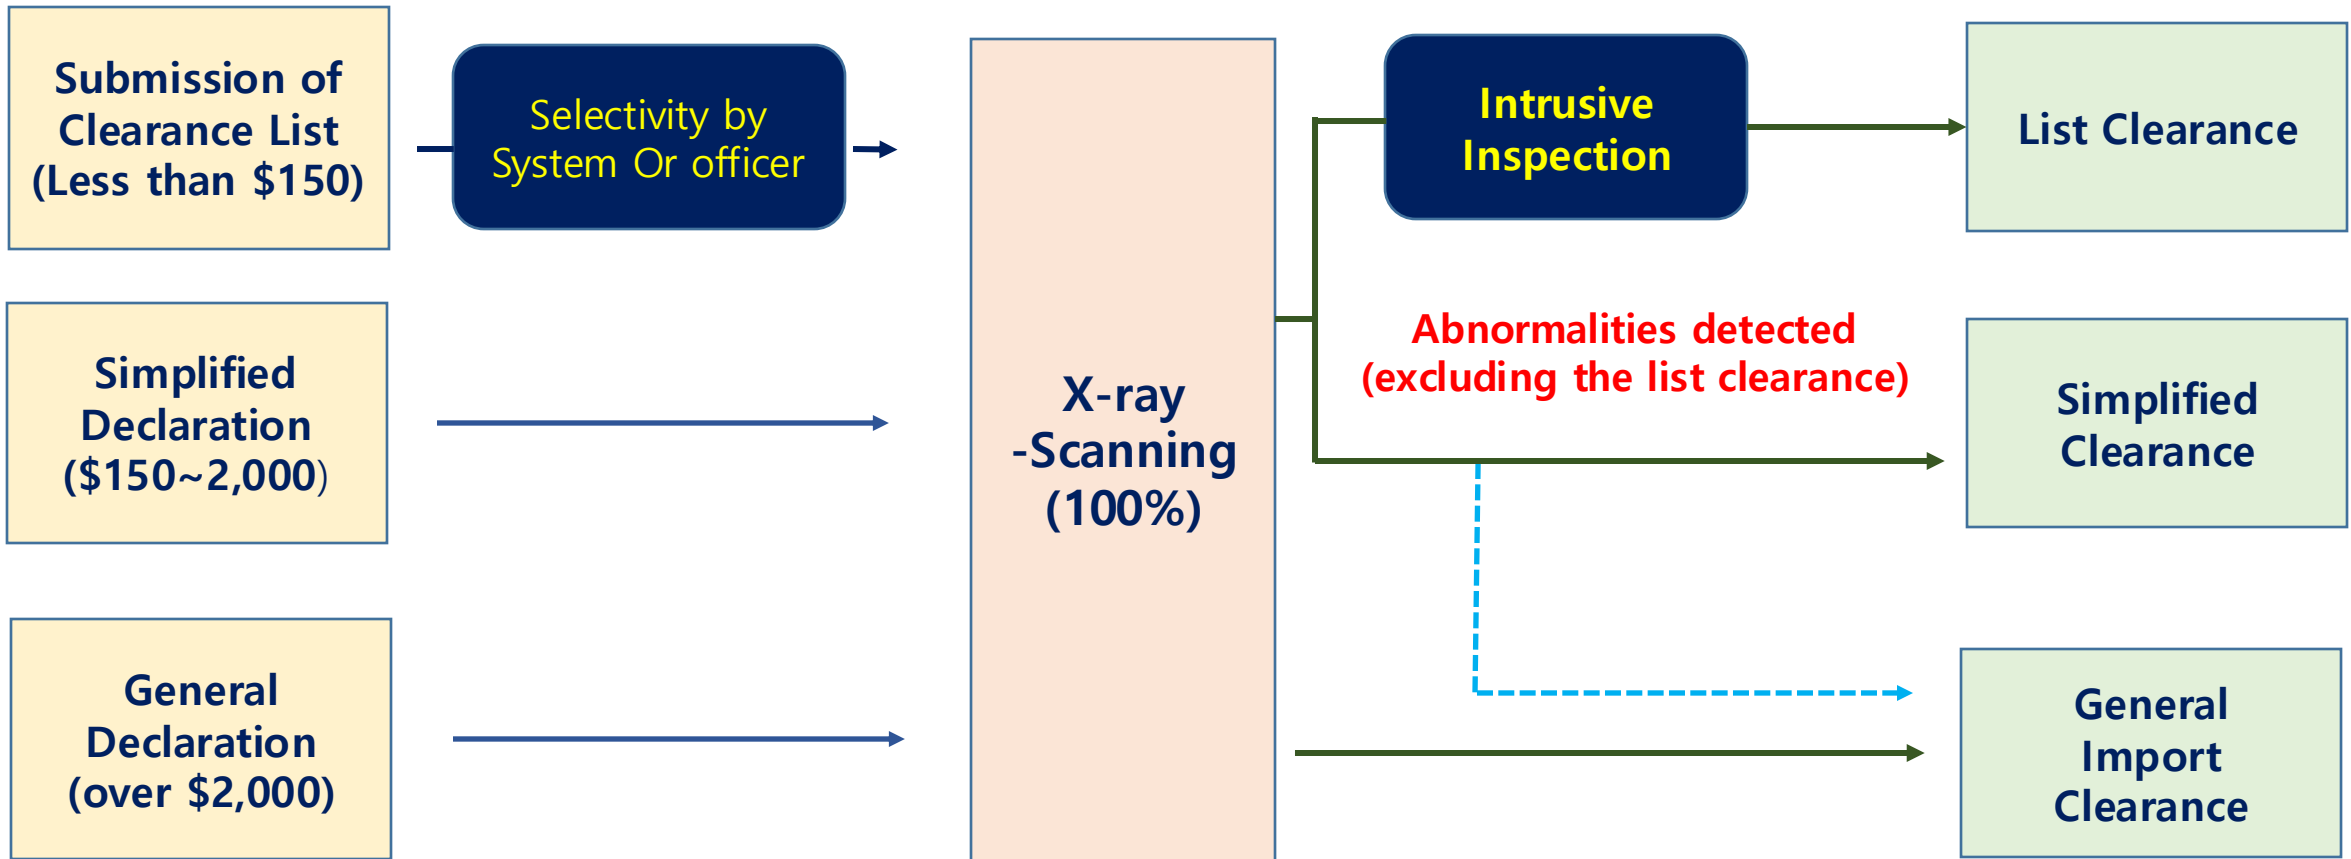 Submission of
Clearance List
(Less than $150)
Selectivity by
System Or officer
Intrusive
Inspection
List Clearance
Simplified
Declaration
($150~2,000)
X-ray
-Scanning
(100%)
Abnormalities detected
(excluding the list clearance)
Simplified
Clearance
General
Declaration
(over $2,000)
General
Import
Clearance